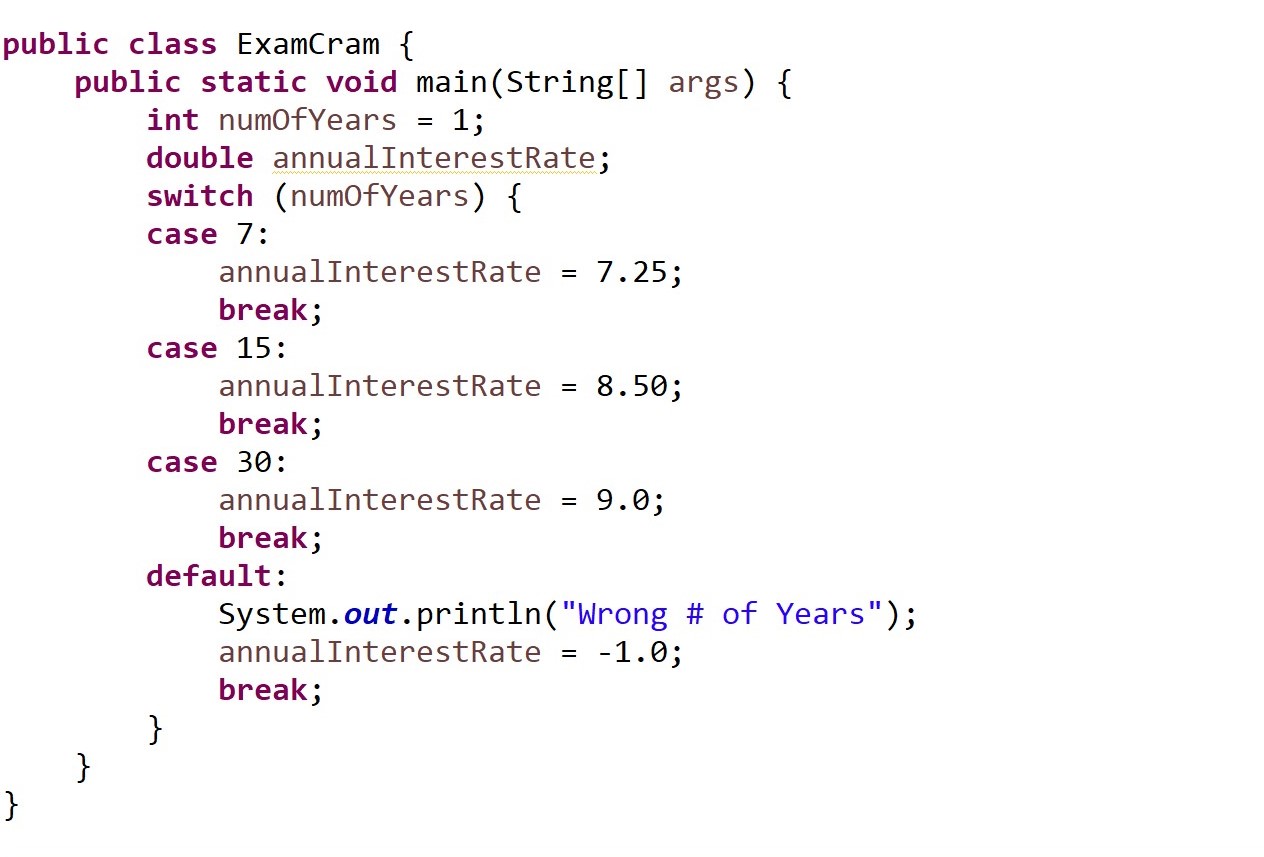 public class ExamCram {
    public static void main(String[] args) {
        int numOfYears = 1;
        double annualInterestRate;
        switch (numOfYears) {
        case 7:
            annualInterestRate = 7.25;
            break;
        case 15:
            annualInterestRate = 8.50;
            break;
        case 30:
            annualInterestRate = 9.0;
            break;
        default:
            System.out.println("Wrong # of Years");
            annualInterestRate = -1.0;
            break;
        }
    }
}